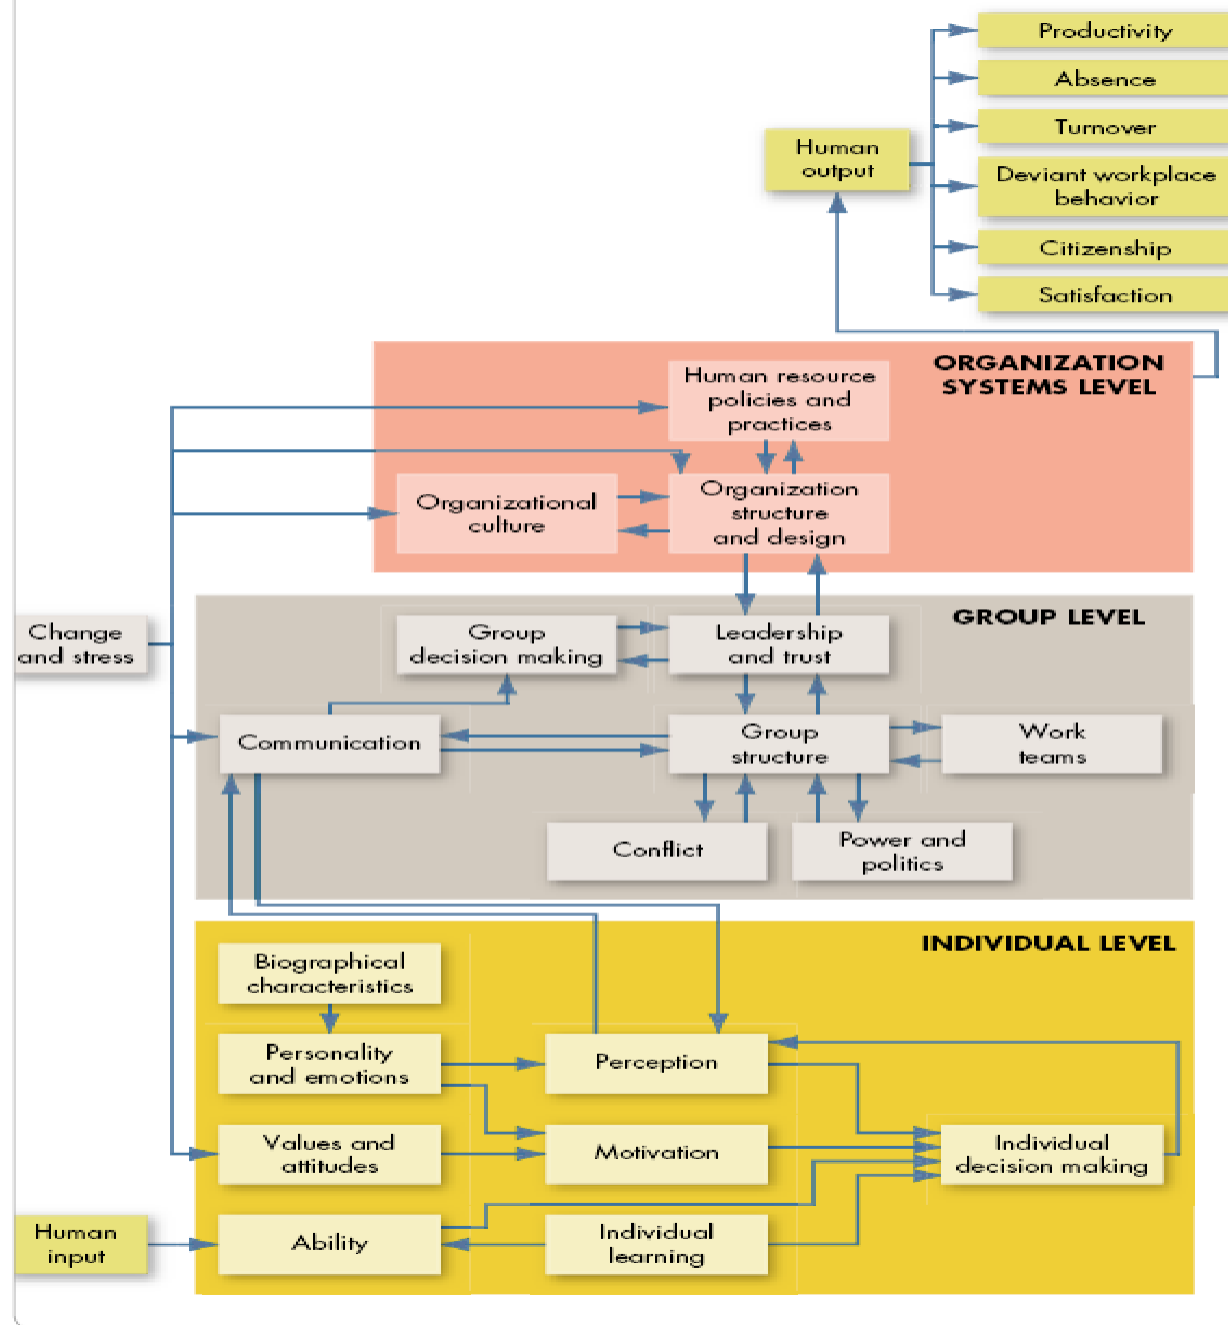 Productivity
Absence
Turnover
Human
output
Deviant workplace
behavior
Citizenship
Satisfaction
ORGANIZATION
SYSTEMS LEVEL
Human resource
policies and
practices
Organizational
culture
Organization
structure
and design
GROUP LEVEL
Change
and stress
Group
decision making
Leadership
and trust
Communication
Group
structure
Work
teams
Conflict
Power and
politics
INDIVIDUAL LEVEL
Biographical
characteristics
Personality
and emotions
Perception
Values and
attitudes
Motivation
Individual
decision making
Human
input
Ability
Individual
learning